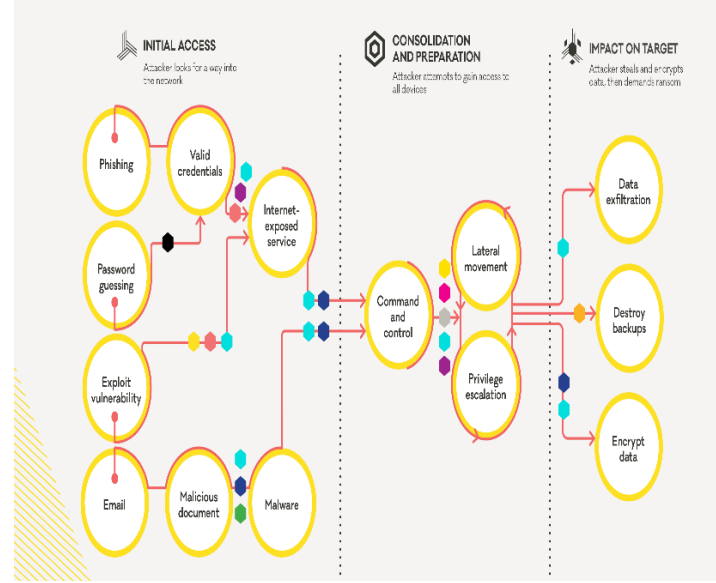 INITIAL ACCESS
Attacker looks for a way into
the network
CONSOLIDATION
AND PREPARATION
Attacker attempts to gain access to
all devices
IMPACT ON TARGET
Attacker steals and encrypts
data, then demands ransom
Phishing
Valid
credentials
Internet-
exposed
service
Password
guessing
Exploit
vulnerability
Email
Malicious
document
Malware
Command
and
control
Lateral
movement
Privilege
escalation
Data
exfiltration
Destroy
backups
Encrypt
data